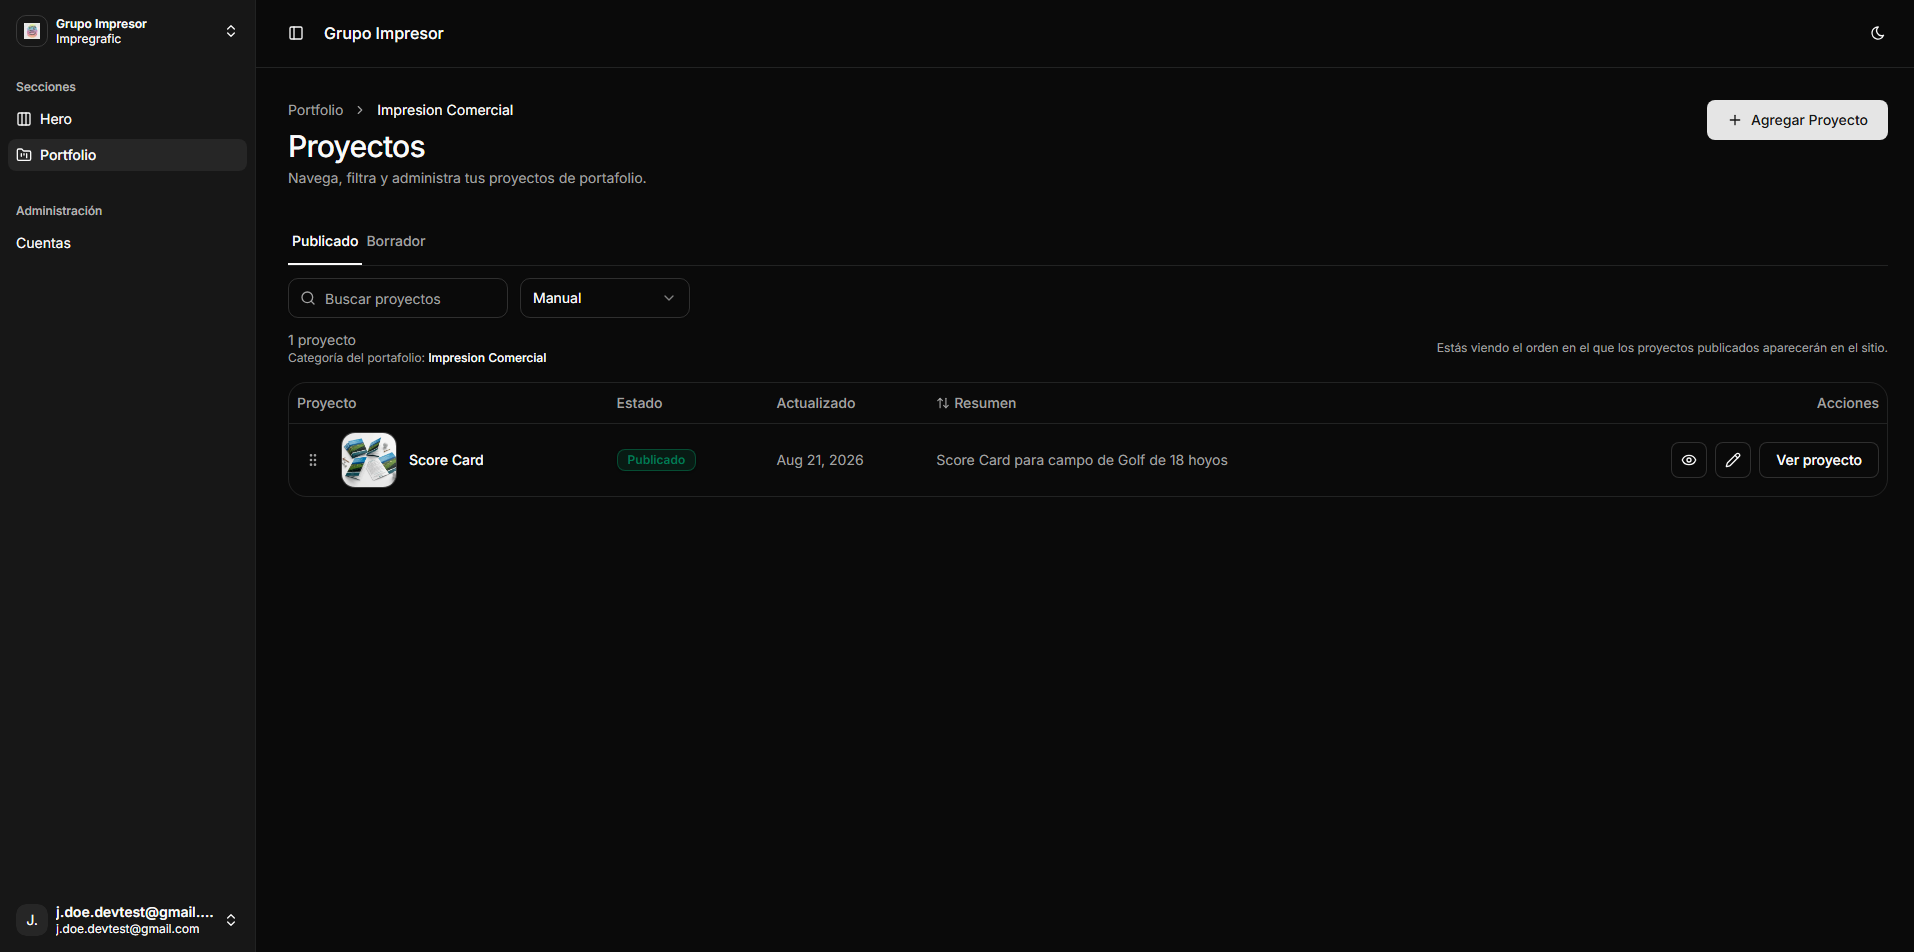 Grupo Impresor
Impregrafic
Secciones
Hero
Portfolio
Administración
Cuentas
j.doe.devtest@gmail....
j.doe.devtest@gmail.com
J.
Grupo Impresor
Portfolio > Impresion Comercial
Proyectos
Navega, filtra y administra tus proyectos de portafolio.
+ Agregar Proyecto
Publicado Borrador
Buscar proyectos Manual
1 proyecto
Categoría del portafolio: Impresion Comercial
Estás viendo el orden en el que los proyectos publicados aparecerán en el sitio.
Proyecto Estado Actualizado Resumen Acciones
Score Card Publicado Aug 21, 2026 Score Card para campo de Golf de 18 hoyos Ver proyecto